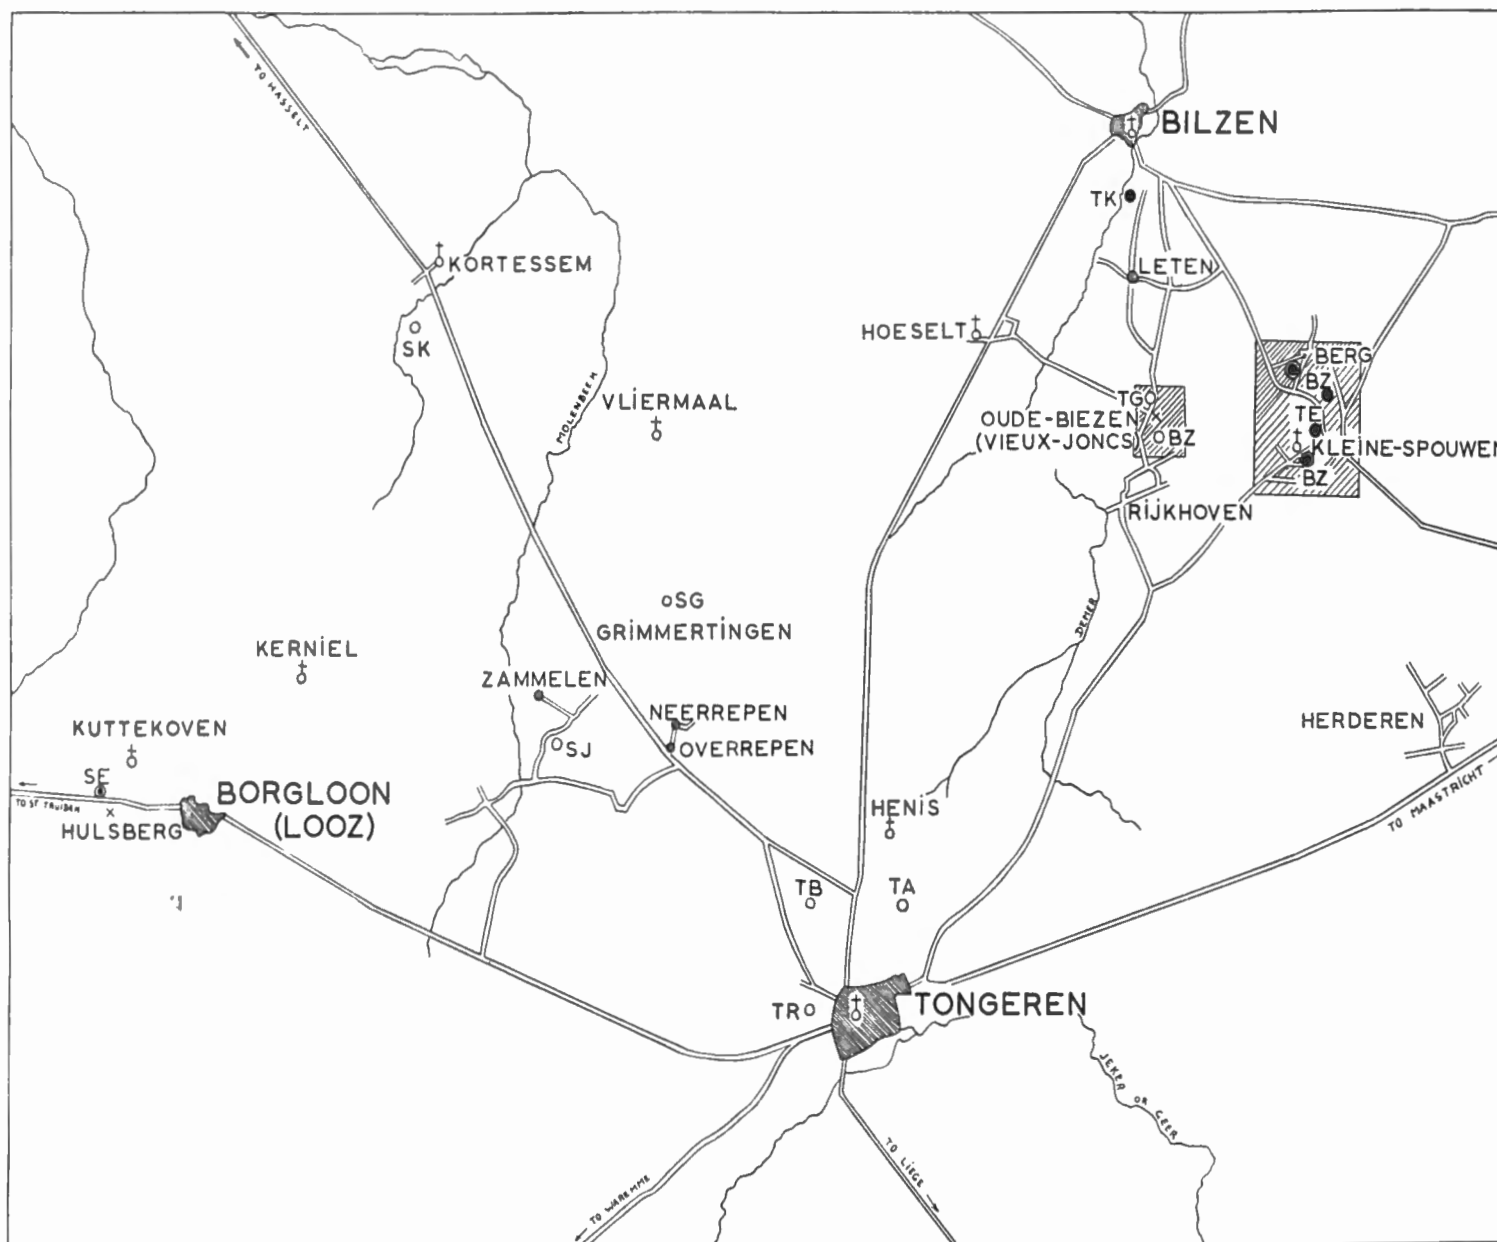 TO HASSELT
BILZEN
TK
KORTESSEM
LETEN
SK
HOESELT
BERG
BZ
VLIERMAAL
MOLENBEEK
TG
OUDE-BIEZEN
(VIEUX-JONCS)
BZ
TE
KLEINE-SPOUWEN
BZ
RIJKHOVEN
SG
GRIMMERTINGEN
DEMER
KERNIEL
ZAMMELEN
NEERREPEN
HERDEREN
KUTTEKOVEN
SJ
OVERREPEN
SE
BORGLOON
(LOOZ)
TO ST TRUIDEN
HULSBERG
HENIS
TO MAASTRICHT
TB
TA
TR
TONGEREN
JEKER OR GEER
TO WAREMME
TO LIEGE